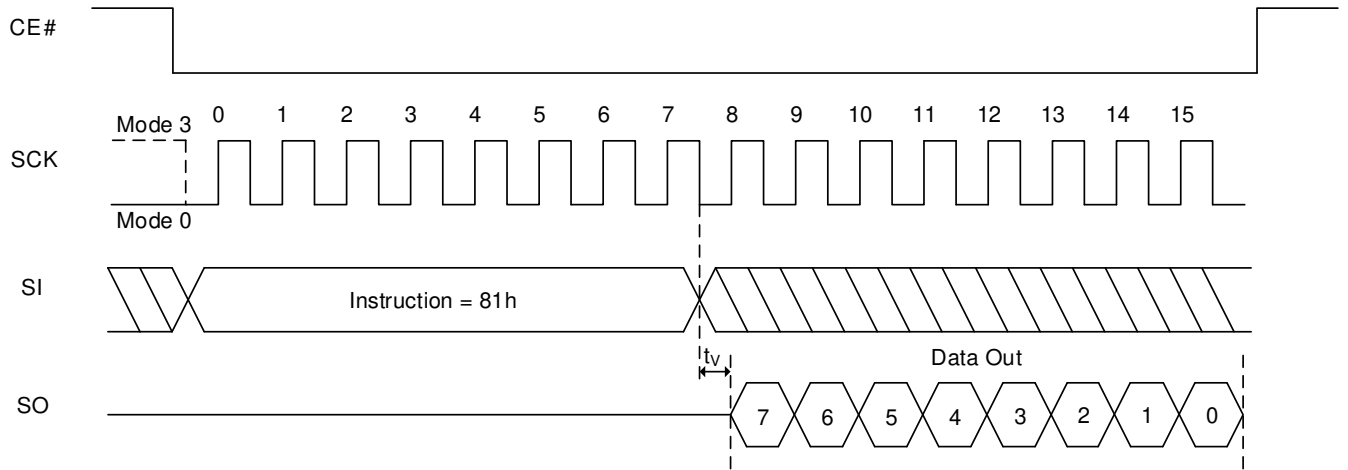 CE#
0 1 2 3 4 5 6 7 8 9 10 11 12 13 14 15
Mode 3
SCK
Mode 0
SI
Instruction = 81h
tV
Data Out
SO
7 6 5 4 3 2 1 0